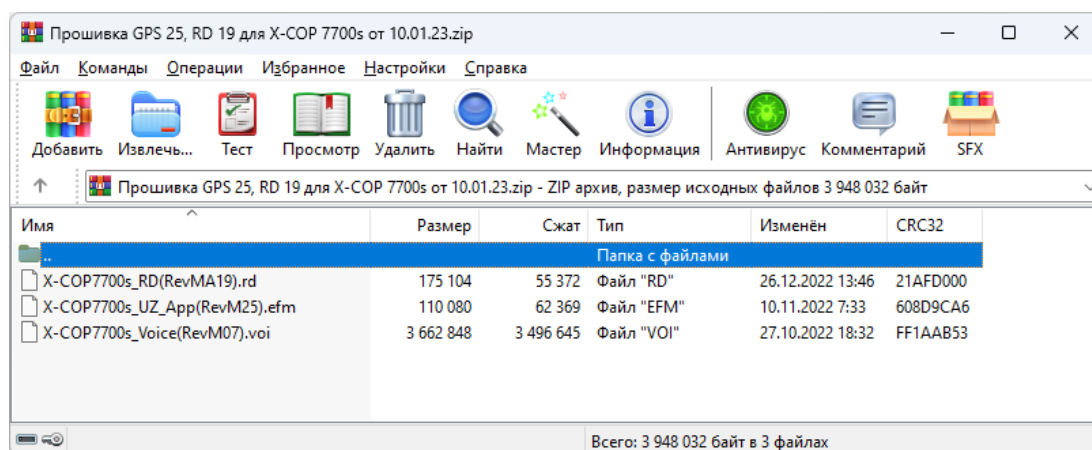 Прошивка GPS 25, RD 19 для X-COP 7700s от 10.01.23.zip
Файл Команды Операции Избранное Настройки Справка
Добавить Извлечь... Тест Просмотр Удалить Найти Мастер Информация Антивирус Комментарий SFX
Прошивка GPS 25, RD 19 для X-COP 7700s от 10.01.23.zip - ZIP архив, размер исходных файлов 3 948 032 байт
Имя Размер Сжат Тип Изменён CRC32
.. Папка с файлами
X-COP7700s_RD(RevMA19).rd 175 104 55 372 Файл "RD" 26.12.2022 13:46 21AFD000
X-COP7700s_UZ_App(RevM25).efm 110 080 62 369 Файл "EFM" 10.11.2022 7:33 608D9CA6
X-COP7700s_Voice(RevM07).voi 3 662 848 3 496 645 Файл "VOI" 27.10.2022 18:32 FF1AAB53
Всего: 3 948 032 байт в 3 файлах